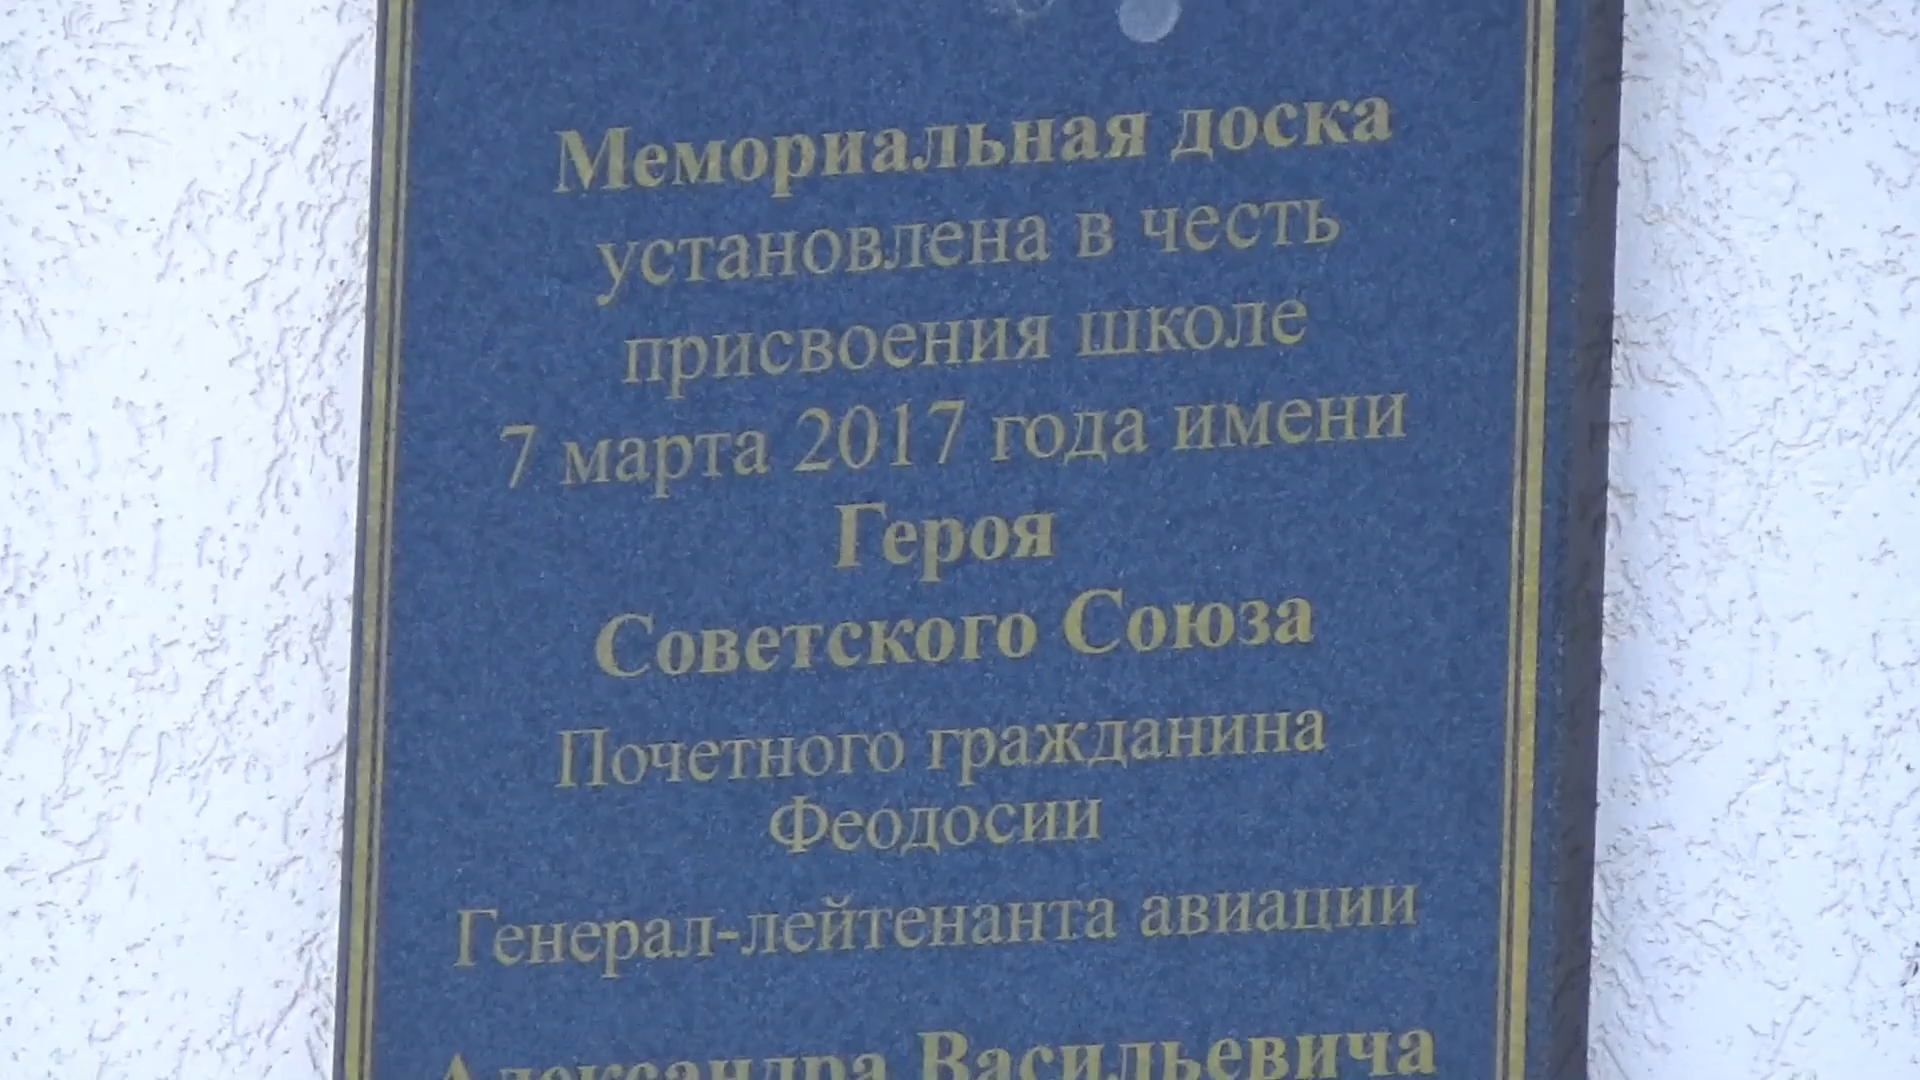 Мемориальная доска
установлена в честь
присвоения школе
7 марта 2017 года имени
Героя
Советского Союза
Почетного гражданина
Феодосии
Генерал-лейтенанта авиации
Александра Васильевича